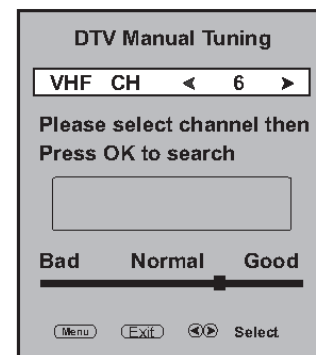 DTV Manual Tuning
VHF CH < 6 >
Please select channel then
Press OK to search
Bad Normal Good
Menu Exit Select